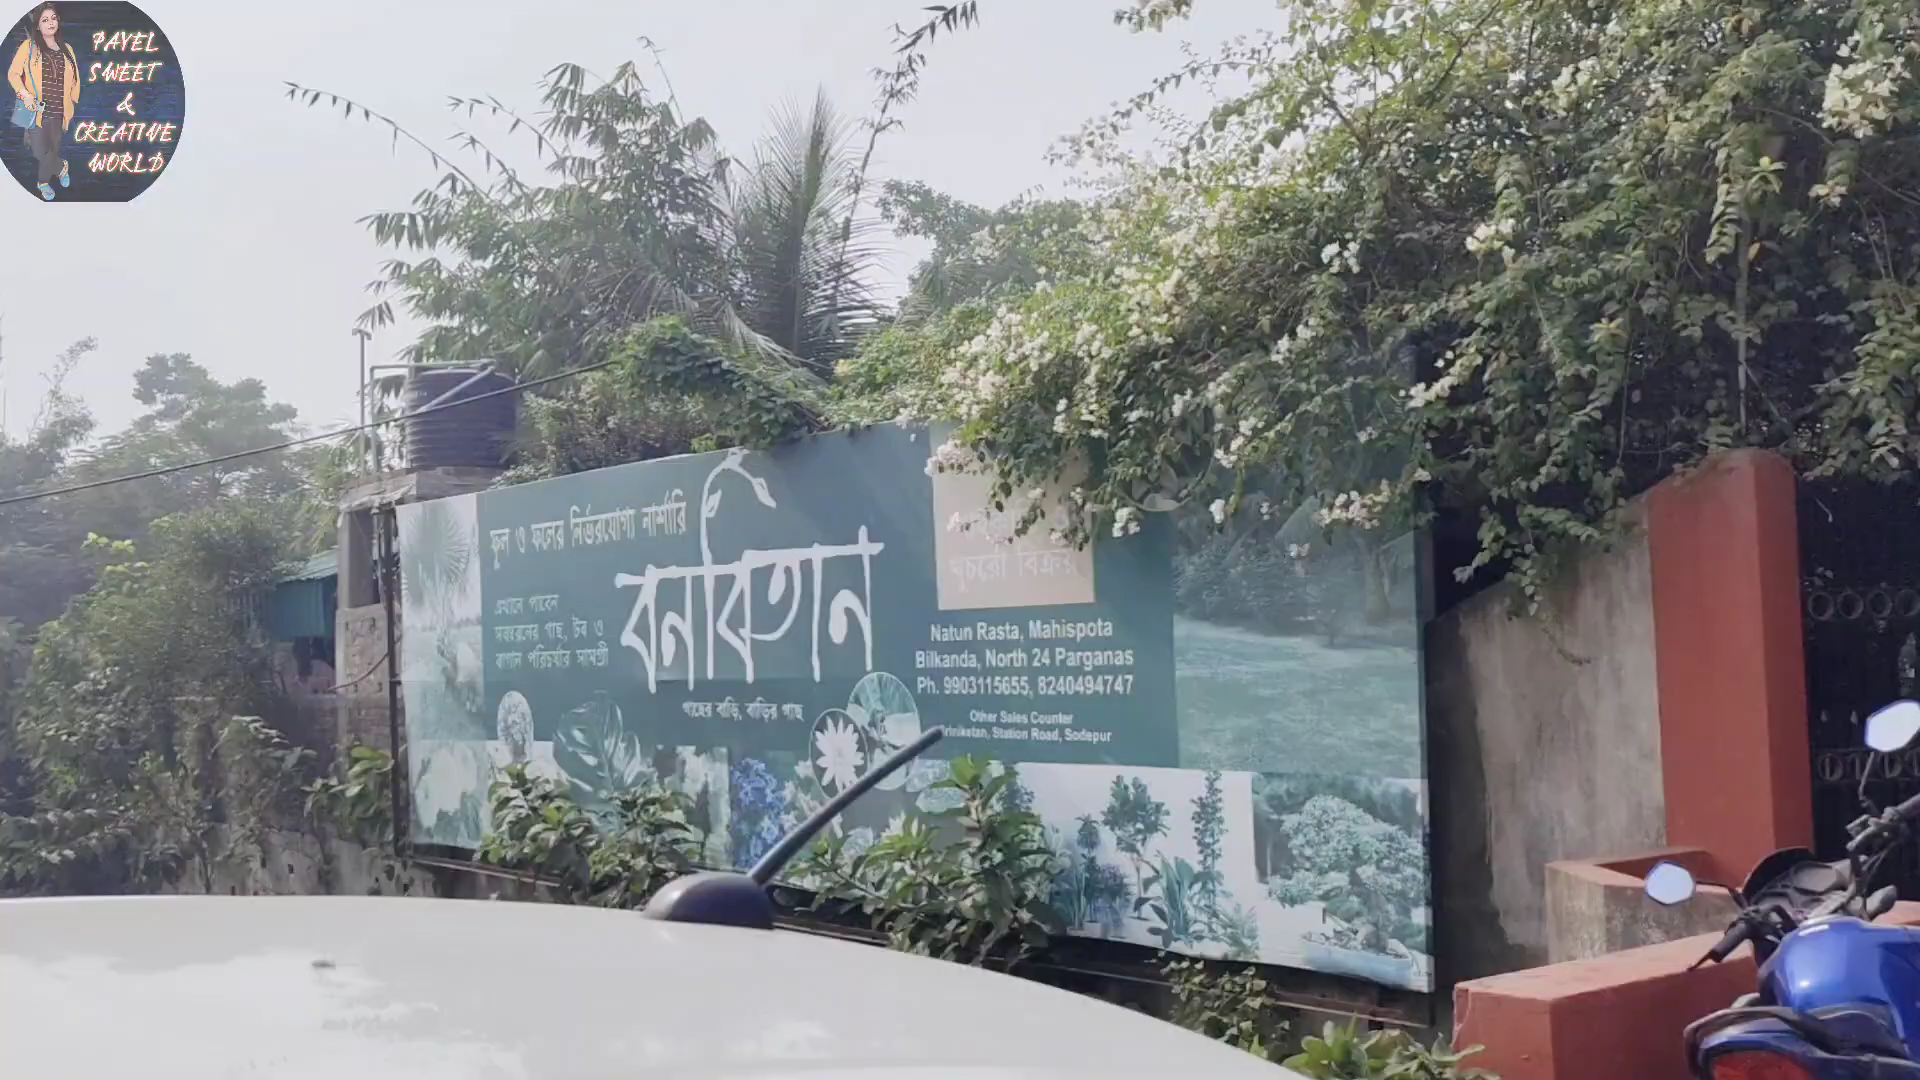 PAYEL
SWEET
&
CREATIVE
WORLD
ফুল ও ফলের নির্ভরযোগ্য নার্শারি
বনবিতান
এখানে পাবেন
সবধরনের গাছ, টব ও
বাগান পরিচর্যার সামগ্রী
গাছের বাড়ি, বাড়ির গাছ
খুচরো বিক্রয়
Natun Rasta, Mahispota
Bilkanda, North 24 Parganas
Ph. 9903115655, 8240494747
Other Sales Counter
Station Road, Sodepur